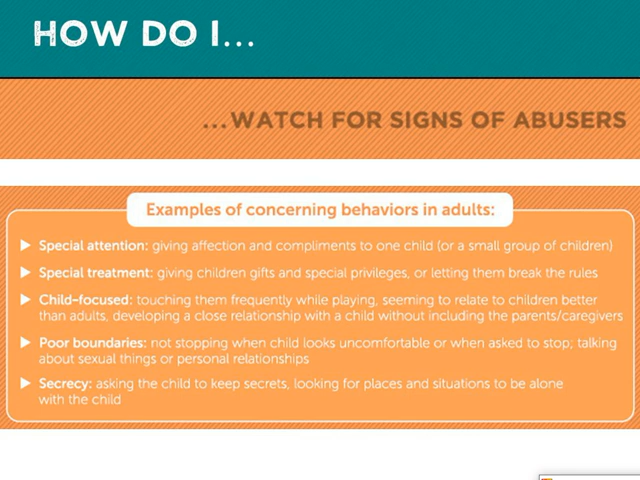 HOW DO I...
...WATCH FOR SIGNS OF ABUSERS
Examples of concerning behaviors in adults:
Special attention: giving affection and compliments to one child (or a small group of children)
Special treatment: giving children gifts and special privileges, or letting them break the rules
Child-focused: touching them frequently while playing, seeming to relate to children better
than adults, developing a close relationship with a child without including the parents/caregivers
Poor boundaries: not stopping when child looks uncomfortable or when asked to stop; talking
about sexual things or personal relationships
Secrecy: asking the child to keep secrets, looking for places and situations to be alone
with the child